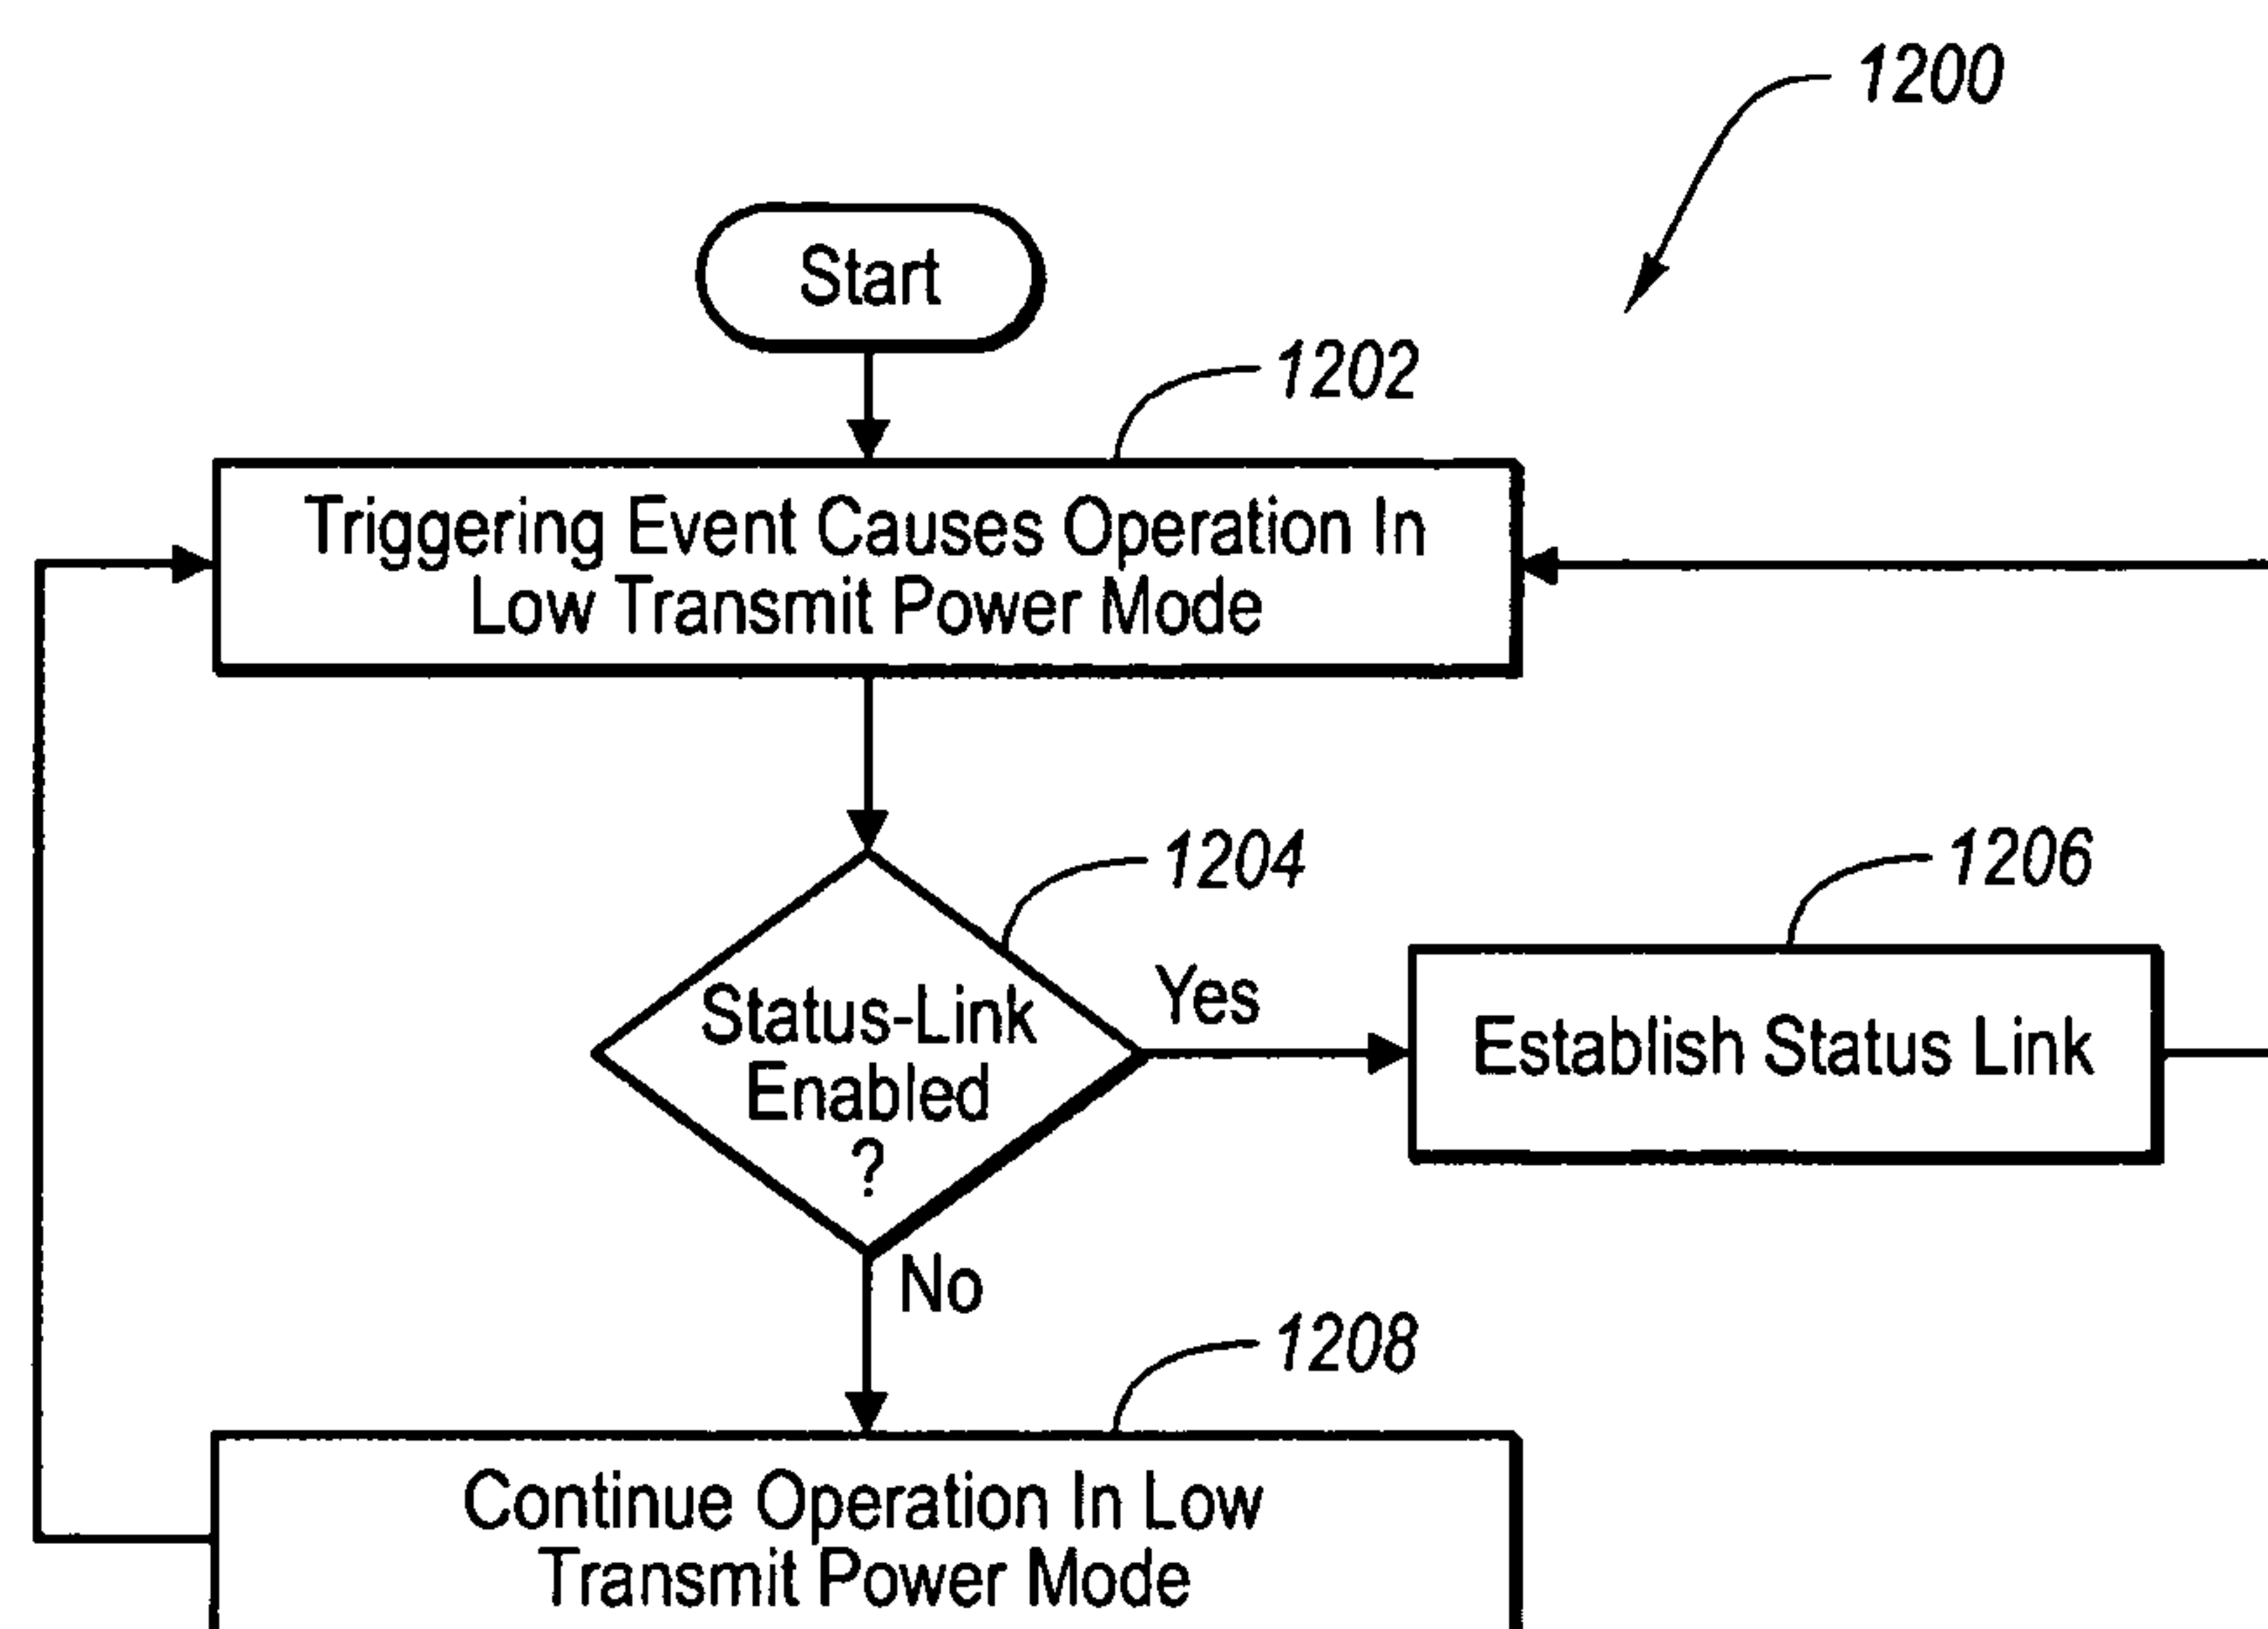 1200
Start
1202
Triggering Event Causes Operation In
Low Transmit Power Mode
1204
1206
Status-Link
Enabled
?
Yes
Establish Status Link
No
1208
Continue Operation In Low
Transmit Power Mode